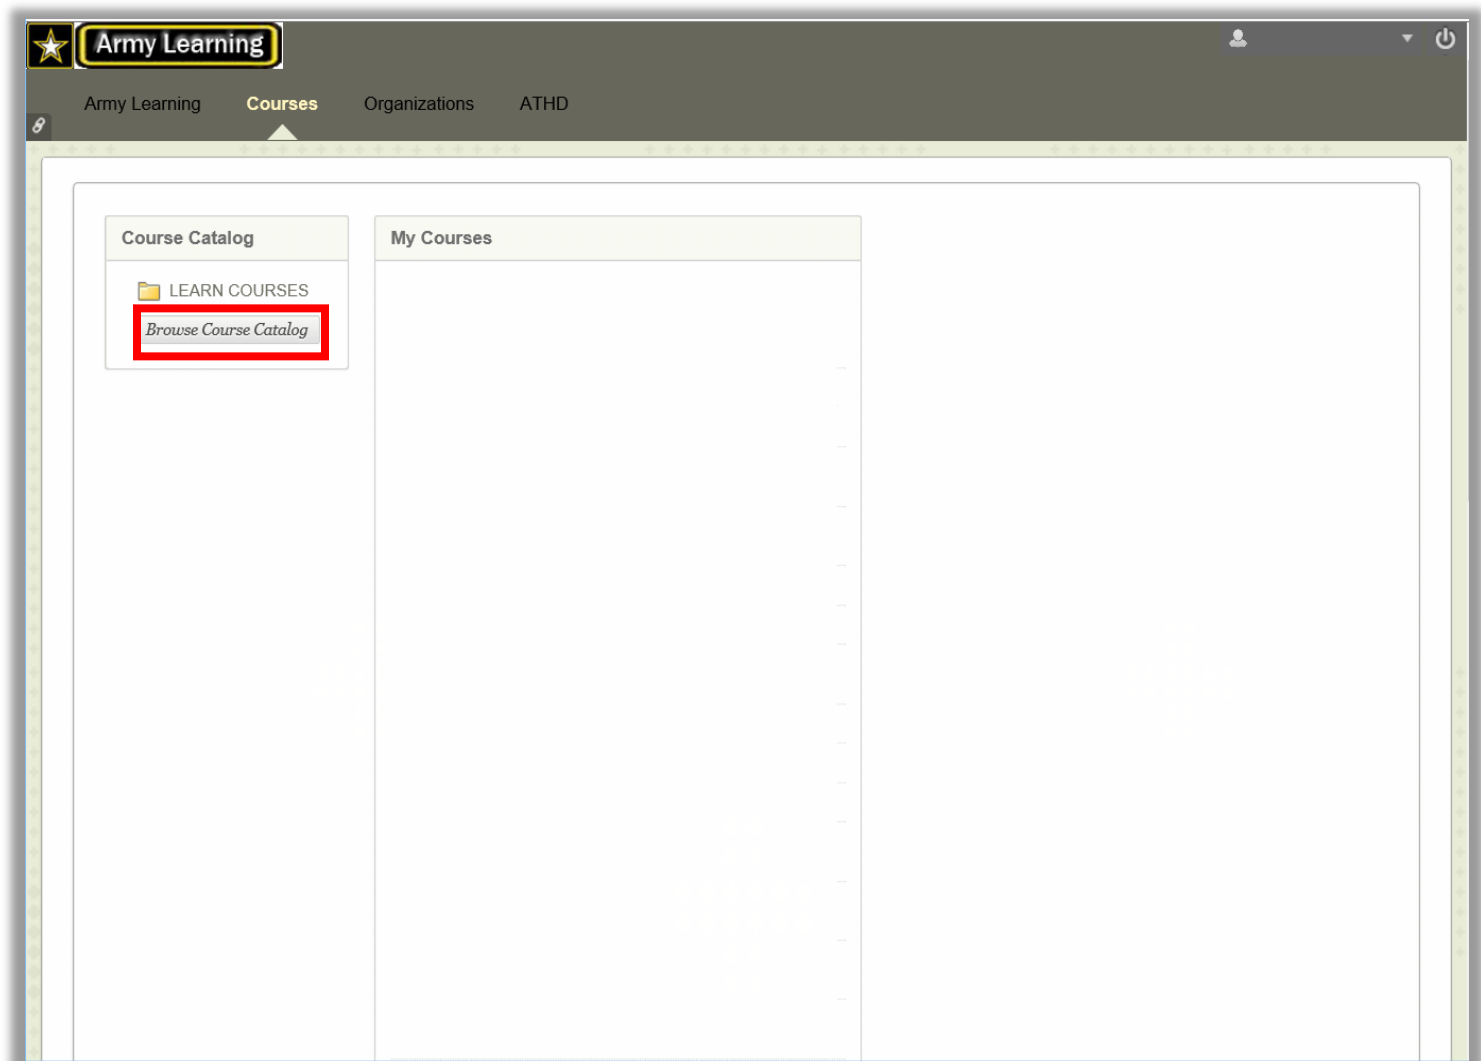 Army Learning
Army Learning Courses Organizations ATHD
Course Catalog
LEARN COURSES
Browse Course Catalog
My Courses